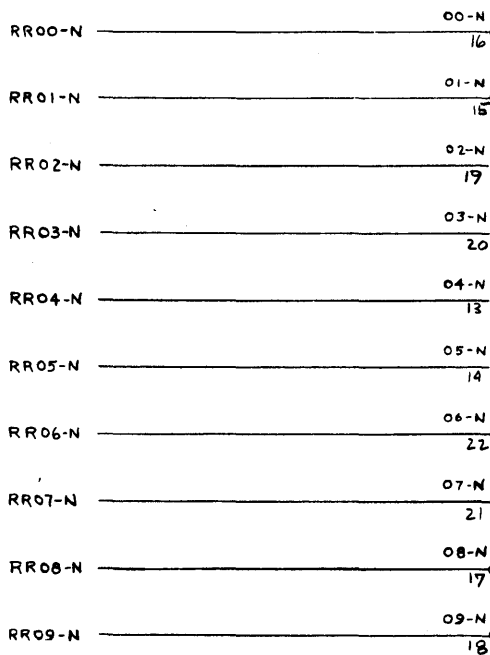 00-N
RR00-N
16
01-N
RR01-N
15
02-N
RR02-N
19
03-N
RR03-N
20
04-N
RR04-N
13
05-N
RR05-N
14
06-N
RR06-N
22
07-N
RR07-N
21
08-N
RR08-N
17
09-N
RR09-N
18